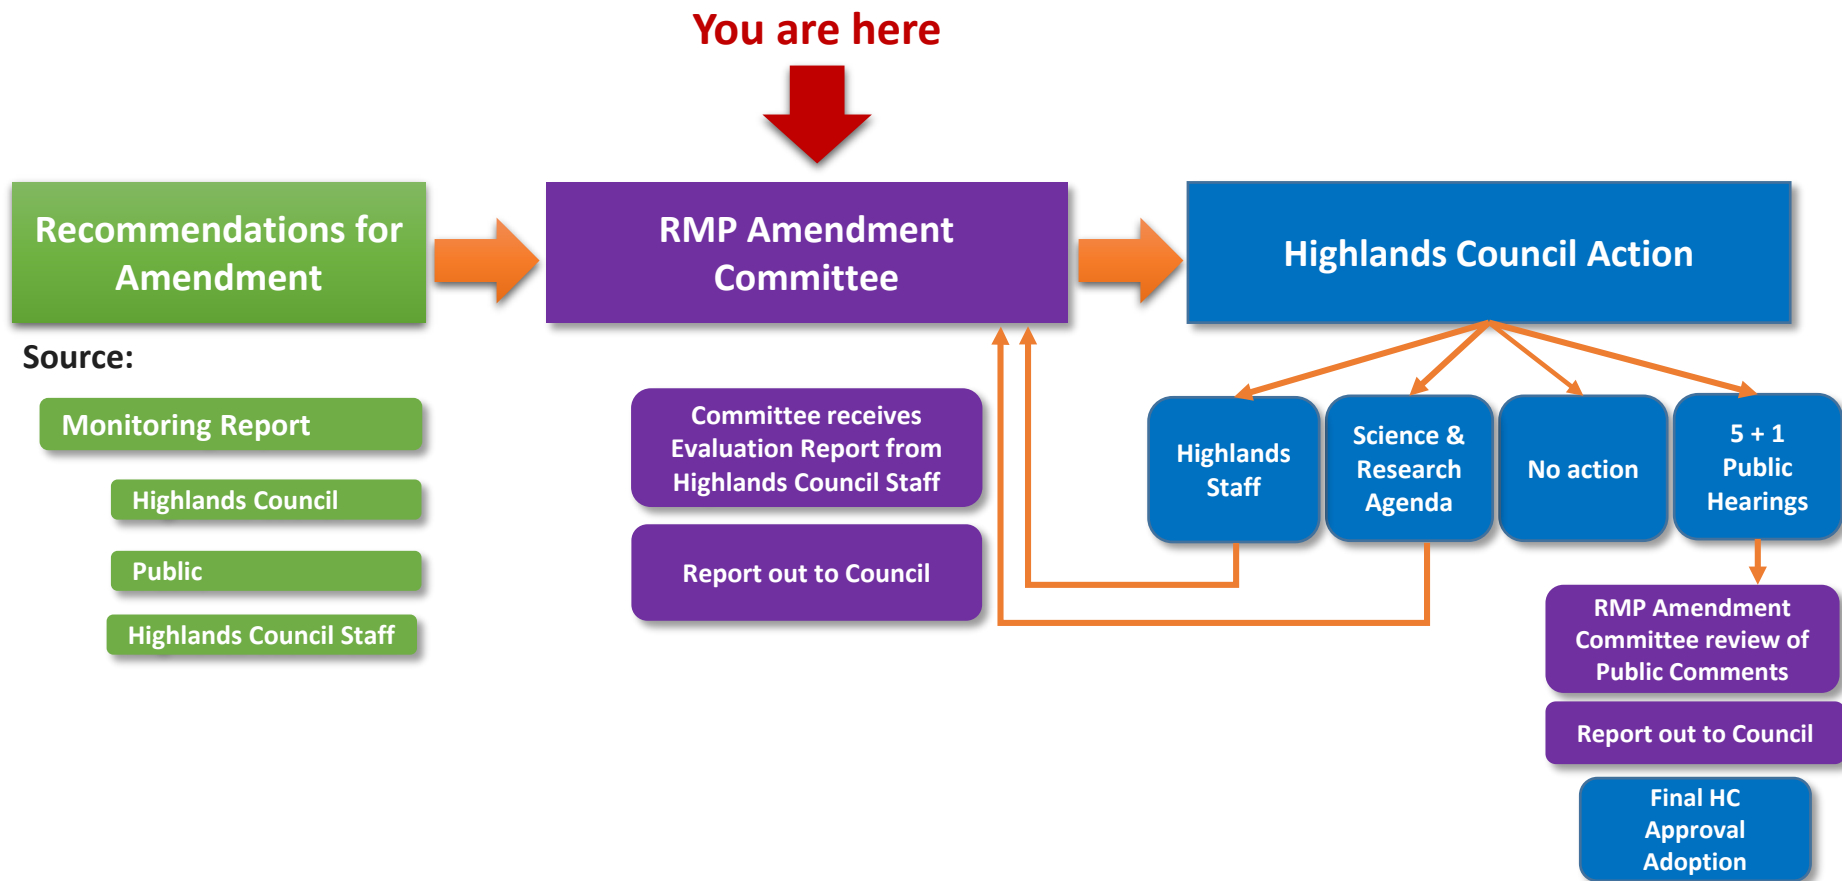 You are here
Recommendations for
Amendment
RMP Amendment
Committee
Highlands Council Action
Source:
Monitoring Report
Highlands Council
Public
Highlands Council Staff
Committee receives
Evaluation Report from
Highlands Council Staff
Report out to Council
Highlands
Staff
Science &
Research
Agenda
No action
5 + 1
Public
Hearings
RMP Amendment
Committee review of
Public Comments
Report out to Council
Final HC
Approval
Adoption